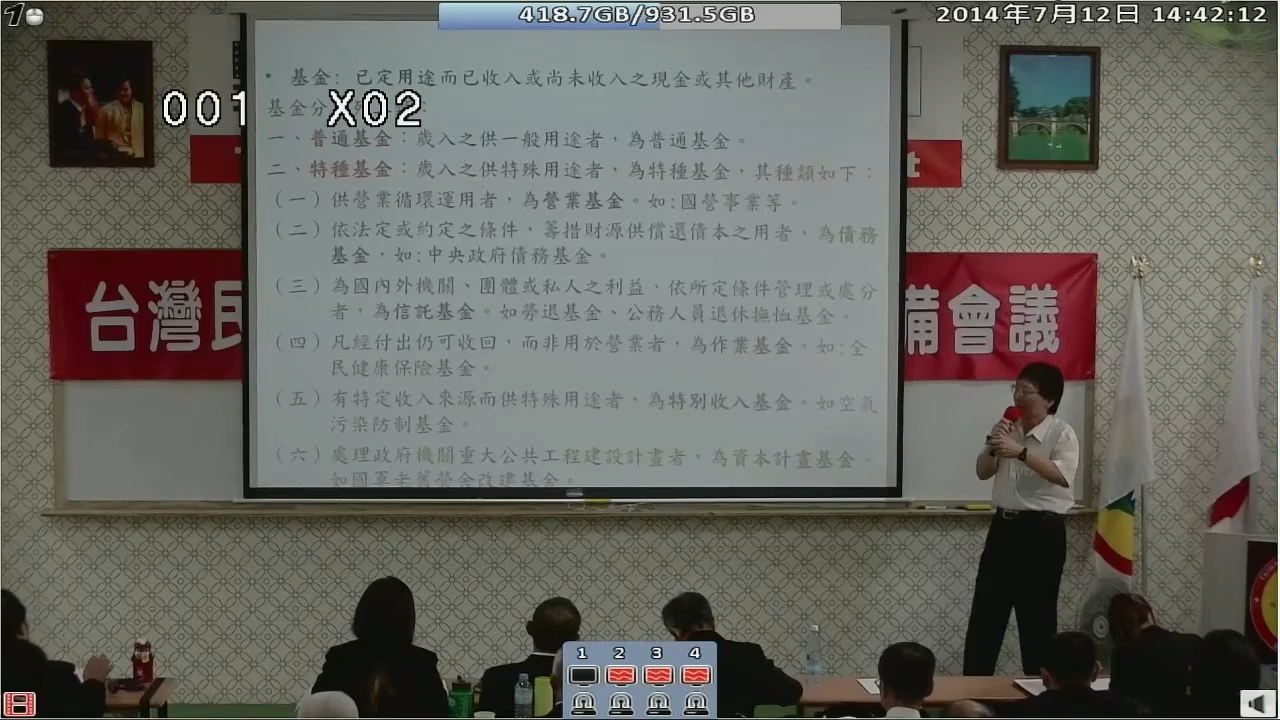 418.7GB/931.5GB
2014年7月12日 14:42:12
001 X02
• 基金: 已定用途而已收入或尚未收入之現金或其他財產。
基金分
一、普通基金:歲入之供一般用途者,為普通基金。
二、特種基金:歲入之供特殊用途者,為特種基金,其種類如下:
(一)供營業循環運用者,為營業基金。如:國營事業等。
(二)依法定或約定之條件,籌措財源供償還債本之用者,為債務
基金,如:中央政府債務基金。
(三)為國內外機關、團體或私人之利益,依所定條件管理或處分
者,為信託基金。如勞退基金、公務人員退休撫恤基金。
(四)凡經付出仍可收回,而非用於營業者,為作業基金。如:全
民健康保險基金。
(五)有特定收入來源而供特殊用途者,為特別收入基金。如空氣
污染防制基金。
(六)處理政府機關重大公共工程建設計畫者,為資本計畫基金。
如國軍老舊營舍改建基金。
台灣民
備會議
t
1 2 3 4